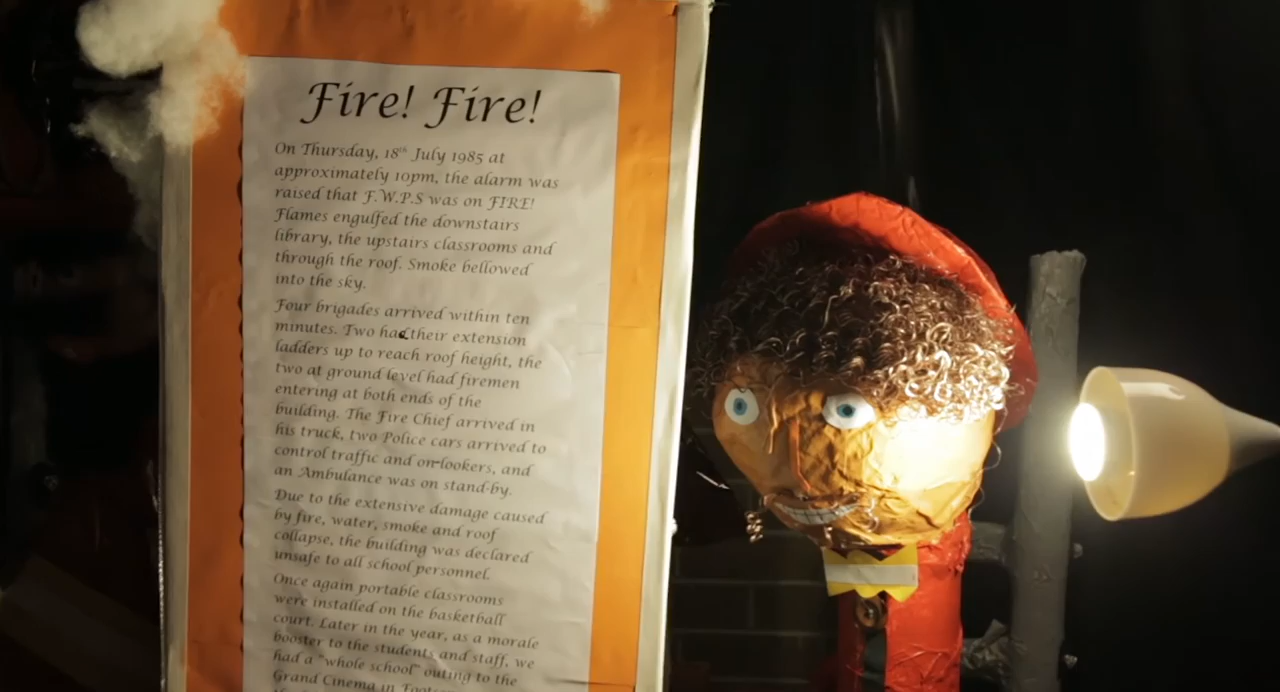 Fire! Fire!
On Thursday, 18th July 1985 at
approximately 10pm, the alarm was
raised that F.W.P.S was on FIRE!
Flames engulfed the downstairs
library, the upstairs classrooms and
through the roof. Smoke bellowed
into the sky.
Four brigades arrived within ten
minutes. Two had their extension
ladders up to reach roof height, the
two at ground level had firemen
entering at both ends of the
building. The Fire Chief arrived in
his truck, two Police cars arrived to
control traffic and on-lookers, and
an Ambulance was on stand-by.
Due to the extensive damage caused
by fire, water, smoke and roof
collapse, the building was declared
unsafe to all school personnel.
Once again portable classrooms
were installed on the basketball
court. Later in the year, as a morale
booster to the students and staff, we
had a "whole school" outing to the
Grand Cinema in